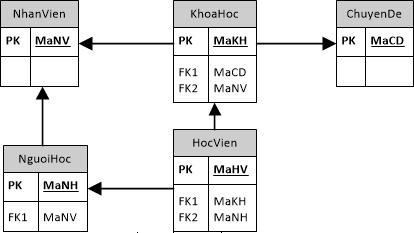 NhanVien
PK MaNV
KhoaHoc
PK MaKH
FK1 MaCD
FK2 MaNV
ChuyenDe
PK MaCD
NguoiHoc
PK MaNH
FK1 MaNV
HocVien
PK MaHV
FK1 MaKH
FK2 MaNH